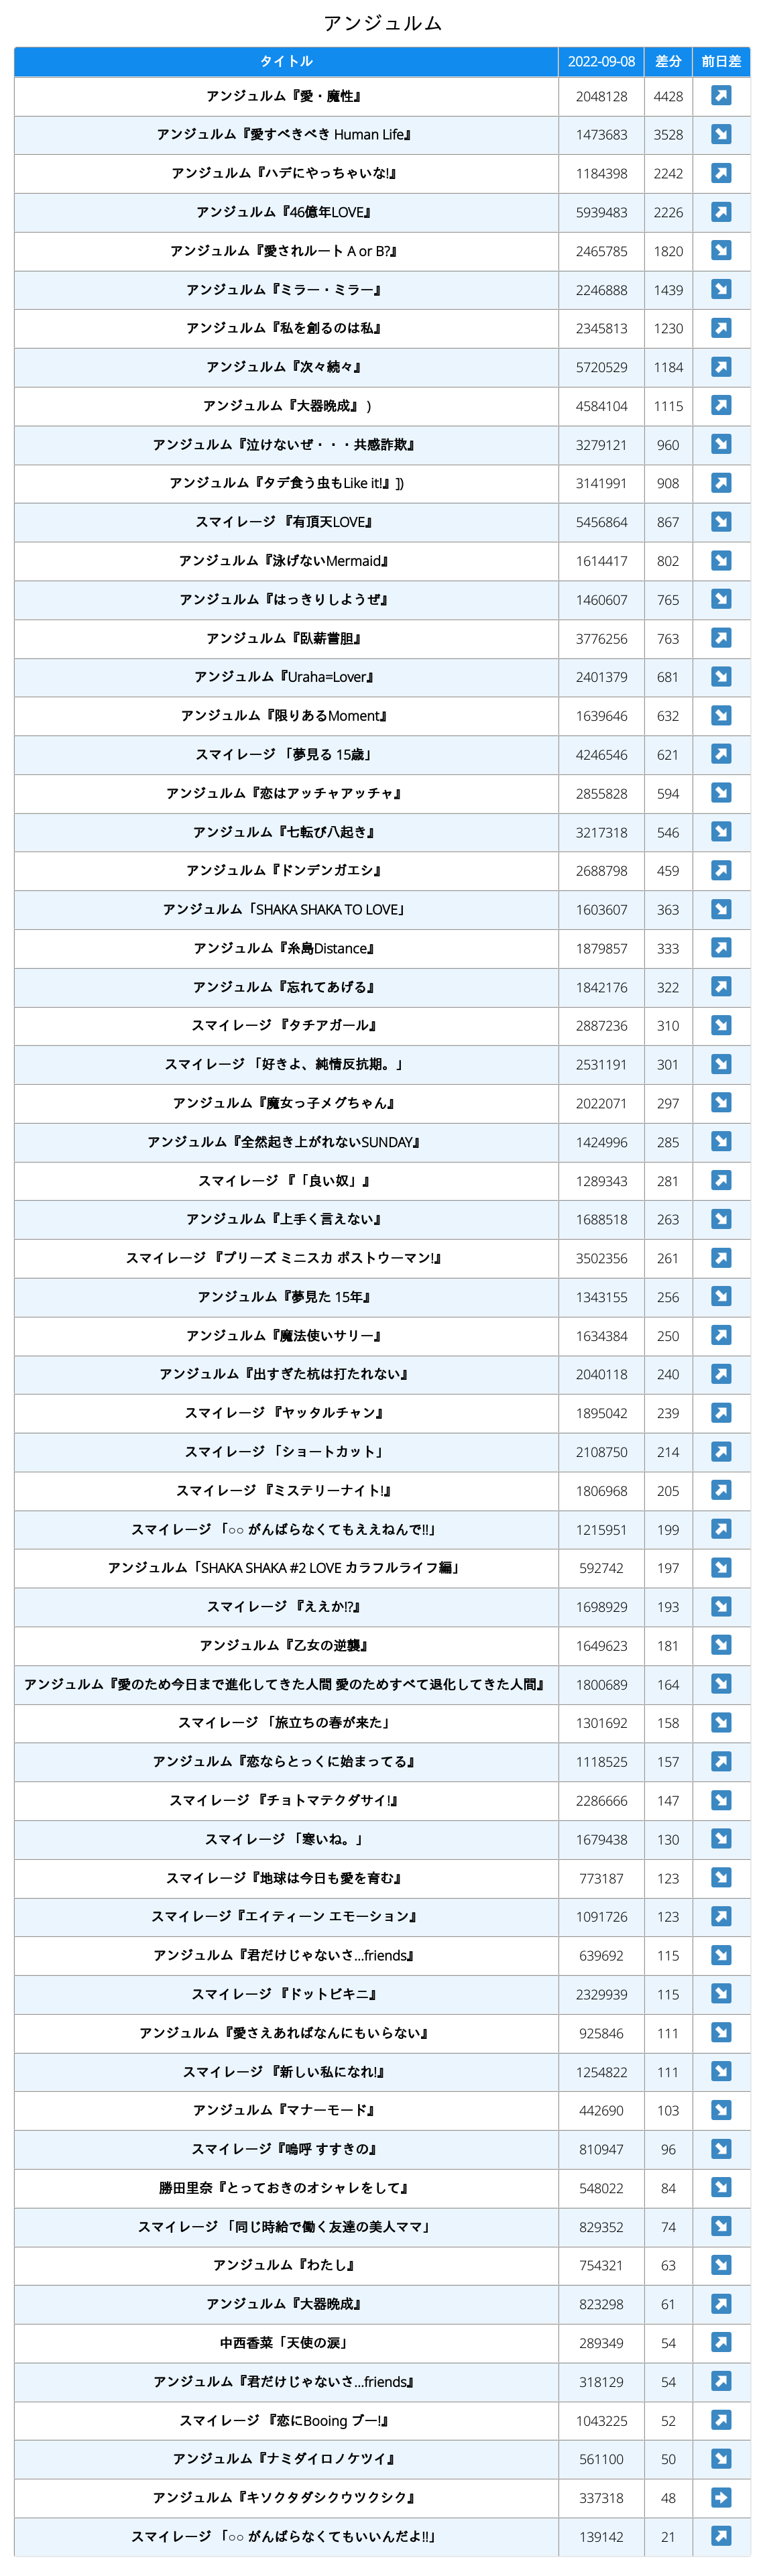 アンジュルム
タイトル 2022-09-08 差分 前日差
アンジュルム『愛・魔性』 2048128 4428 ↗
アンジュルム『愛すべきべき Human Life』 1473683 3528 ↘
アンジュルム『ハデにやっちゃいな!』 1184398 2242 ↗
アンジュルム『46億年LOVE』 5939483 2226 ↗
アンジュルム『愛されルート A or B?』 2465785 1820 ↘
アンジュルム『ミラー・ミラー』 2246888 1439 ↘
アンジュルム『私を創るのは私』 2345813 1230 ↗
アンジュルム『次々続々』 5720529 1184 ↗
アンジュルム『大器晩成』 ) 4584104 1115 ↗
アンジュルム『泣けないぜ・・・共感詐欺』 3279121 960 ↘
アンジュルム『タデ食う虫もLike it!』]) 3141991 908 ↗
スマイレージ 『有頂天LOVE』 5456864 867 ↘
アンジュルム『泳げないMermaid』 1614417 802 ↘
アンジュルム『はっきりしようぜ』 1460607 765 ↘
アンジュルム『臥薪嘗胆』 3776256 763 ↗
アンジュルム『Uraha=Lover』 2401379 681 ↘
アンジュルム『限りあるMoment』 1639646 632 ↘
スマイレージ 「夢見る 15歳」 4246546 621 ↗
アンジュルム『恋はアッチャアッチャ』 2855828 594 ↘
アンジュルム『七転び八起き』 3217318 546 ↘
アンジュルム『ドンデンガエシ』 2688798 459 ↗
アンジュルム「SHAKA SHAKA TO LOVE」 1603607 363 ↘
アンジュルム『糸島Distance』 1879857 333 ↗
アンジュルム『忘れてあげる』 1842176 322 ↗
スマイレージ 『タチアガール』 2887236 310 ↘
スマイレージ 「好きよ、純情反抗期。」 2531191 301 ↘
アンジュルム『魔女っ子メグちゃん』 2022071 297 ↘
アンジュルム『全然起き上がれないSUNDAY』 1424996 285 ↘
スマイレージ 『「良い奴」』 1289343 281 ↗
アンジュルム『上手く言えない』 1688518 263 ↘
スマイレージ 『プリーズ ミニスカ ポストウーマン!』 3502356 261 ↗
アンジュルム『夢見た 15年』 1343155 256 ↘
アンジュルム『魔法使いサリー』 1634384 250 ↗
アンジュルム『出すぎた杭は打たれない』 2040118 240 ↗
スマイレージ 『ヤッタルチャン』 1895042 239 ↗
スマイレージ 「ショートカット」 2108750 214 ↗
スマイレージ 『ミステリーナイト!』 1806968 205 ↗
スマイレージ 「○○ がんばらなくてもええねんで!!」 1215951 199 ↗
アンジュルム「SHAKA SHAKA #2 LOVE カラフルライフ編」 592742 197 ↘
スマイレージ 『ええか!?』 1698929 193 ↘
アンジュルム『乙女の逆襲』 1649623 181 ↘
アンジュルム『愛のため今日まで進化してきた人間 愛のためすべて退化してきた人間』 1800689 164 ↘
スマイレージ 「旅立ちの春が来た」 1301692 158 ↘
アンジュルム『恋ならとっくに始まってる』 1118525 157 ↗
スマイレージ 『チョトマテクダサイ!』 2286666 147 ↘
スマイレージ 「寒いね。」 1679438 130 ↘
スマイレージ『地球は今日も愛を育む』 773187 123 ↘
スマイレージ『エイティーン エモーション』 1091726 123 ↗
アンジュルム『君だけじゃないさ...friends』 639692 115 ↘
スマイレージ 『ドットビキニ』 2329939 115 ↘
アンジュルム『愛さえあればなんにもいらない』 925846 111 ↘
スマイレージ 『新しい私になれ!』 1254822 111 ↘
アンジュルム『マナーモード』 442690 103 ↘
スマイレージ『嗚呼 すすきの』 810947 96 ↘
勝田里奈『とっておきのオシャレをして』 548022 84 ↘
スマイレージ 「同じ時給で働く友達の美人ママ」 829352 74 ↘
アンジュルム『わたし』 754321 63 ↘
アンジュルム『大器晩成』 823298 61 ↗
中西香菜「天使の涙」 289349 54 ↗
アンジュルム『君だけじゃないさ...friends』 318129 54 ↗
スマイレージ 『恋にBooing ブー!』 1043225 52 ↗
アンジュルム『ナミダイロノケツイ』 561100 50 ↘
アンジュルム『キソクタダシクウツクシク』 337318 48 →
スマイレージ 「○○ がんばらなくてもいいんだよ!!」 139142 21 ↗